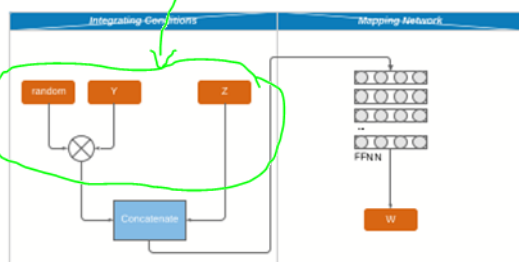 Integrating Conditions
Mapping Network
random
Y
Z
...
FFNN
Concatenate
W